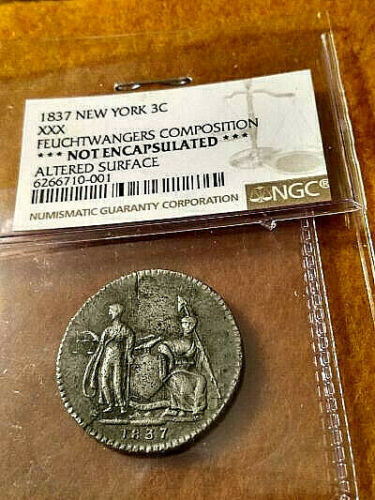 1837 NEW YORK 3C
XXX
FEUCHTWANGERS COMPOSITION
*** NOT ENCAPSULATED ***
ALTERED SURFACE
6266710-001
NUMISMATIC GUARANTY CORPORATION
NGC®
1837